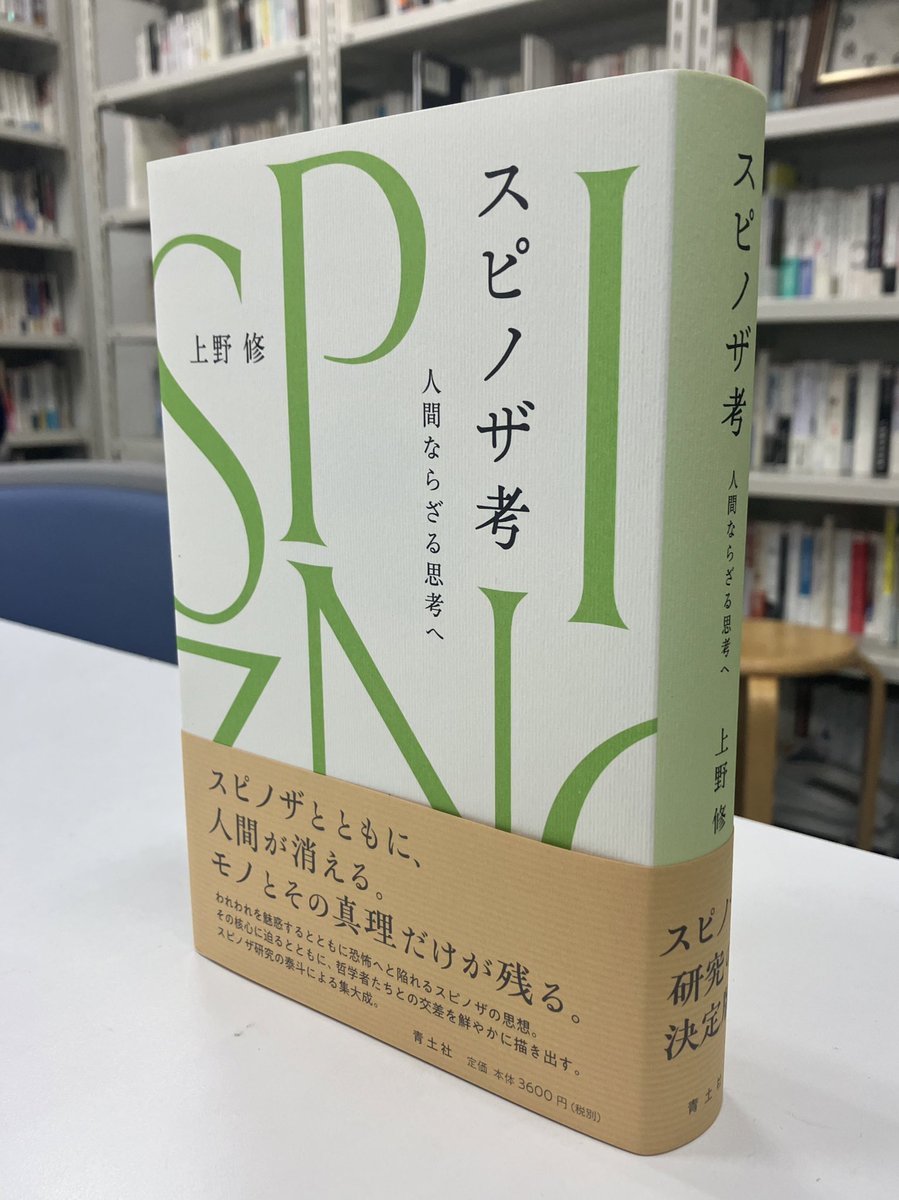 スピノザ考
人間ならざる思考へ
上野 修
SPI
NO
Z
スピノザとともに、
人間が消える。
モノとその真理だけが残る。
われわれを魅惑するとともに恐怖へと陥れるスピノザの思想。
その核心に迫るとともに、哲学者たちとの交差を鮮やかに描き出す。
スピノザ研究の泰斗による集大成。
青土社 定価 本体3600円(税別)
スピノザ考
人間ならざる思考へ
上野 修
スピノ
研究
決定
青土社